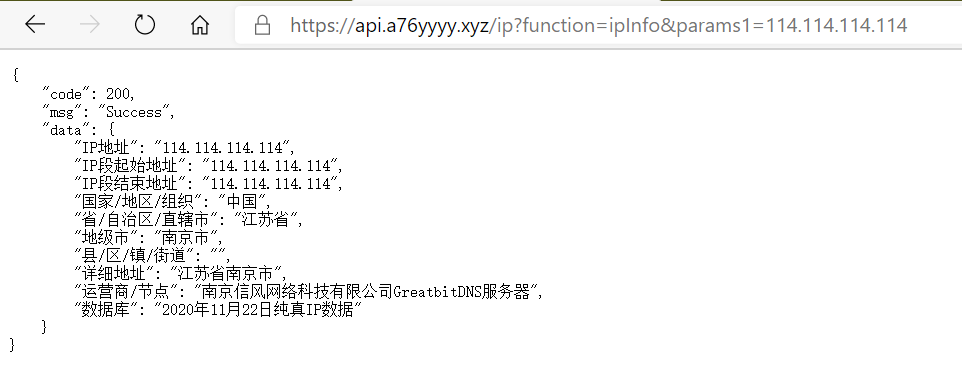 https://api.a76yyyy.xyz/ip?function=ipInfo&params1=114.114.114.114
{
    "code": 200,
    "msg": "Success",
    "data": {
        "IP地址": "114.114.114.114",
        "IP段起始地址": "114.114.114.114",
        "IP段结束地址": "114.114.114.114",
        "国家/地区/组织": "中国",
        "省/自治区/直辖市": "江苏省",
        "地级市": "南京市",
        "县/区/镇/街道": "",
        "详细地址": "江苏省南京市",
        "运营商/节点": "南京信风网络科技有限公司GreatbitDNS服务器",
        "数据库": "2020年11月22日纯真IP数据"
    }
}